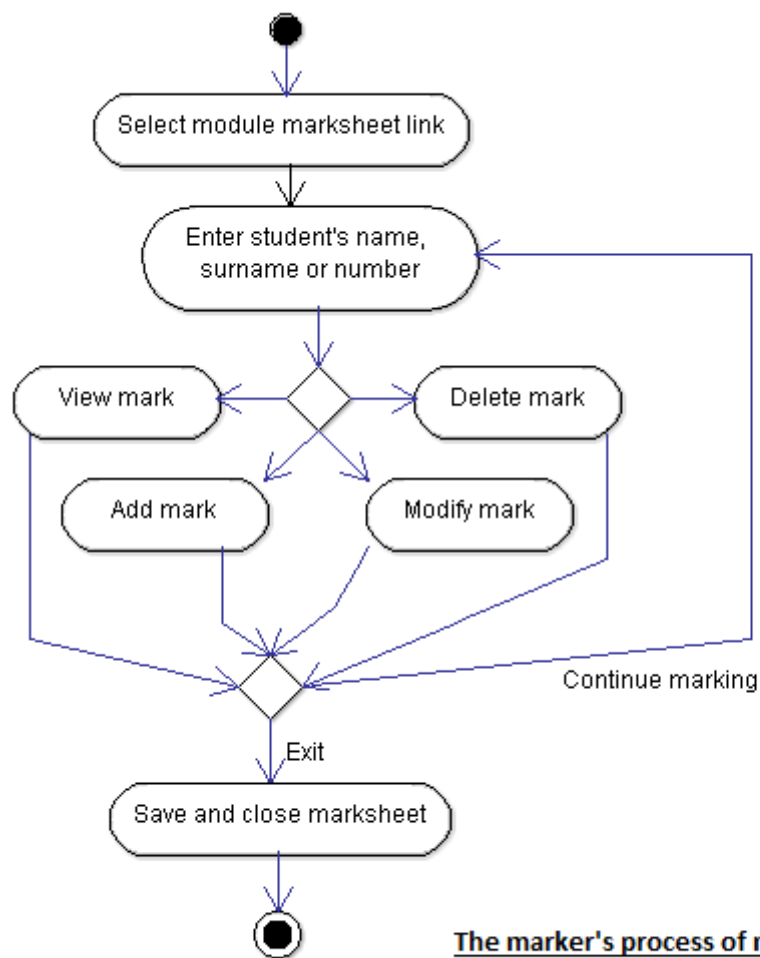 Select module marksheet link
Enter student's name,
surname or number
View mark
Delete mark
Add mark
Modify mark
Continue marking
Exit
Save and close marksheet
The marker's process of